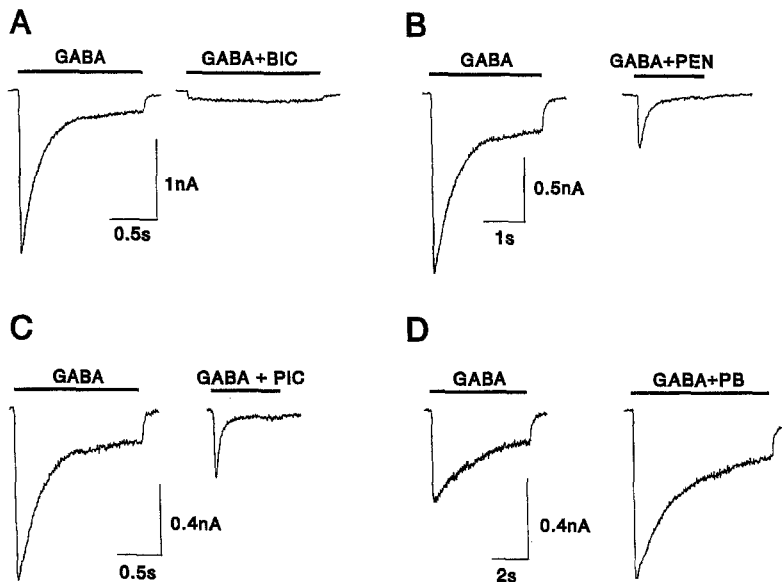 A
GABA
GABA+BIC
1nA
0.5s
B
GABA
GABA+PEN
0.5nA
1s
C
GABA
GABA + PIC
0.4nA
0.5s
D
GABA
GABA+PB
0.4nA
2s